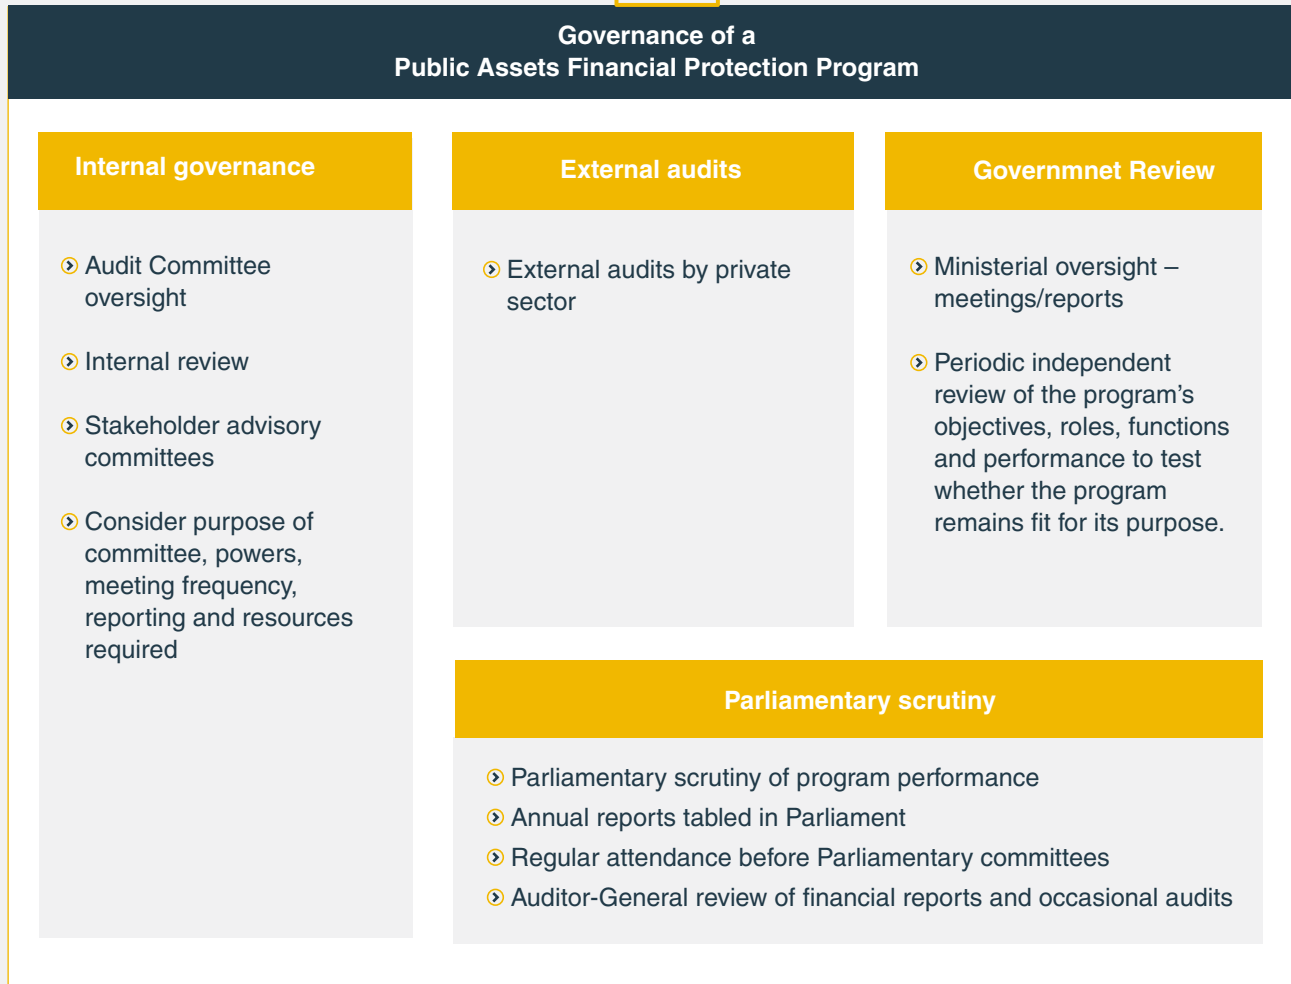 Governance of a
Public Assets Financial Protection Program
Internal governance
Audit Committee
oversight
Internal review
Stakeholder advisory
committees
Consider purpose of
committee, powers,
meeting frequency,
reporting and resources
required
External audits
External audits by private
sector
Governmnet Review
Ministerial oversight –
meetings/reports
Periodic independent
review of the program’s
objectives, roles, functions
and performance to test
whether the program
remains fit for its purpose.
Parliamentary scrutiny
Parliamentary scrutiny of program performance
Annual reports tabled in Parliament
Regular attendance before Parliamentary committees
Auditor-General review of financial reports and occasional audits